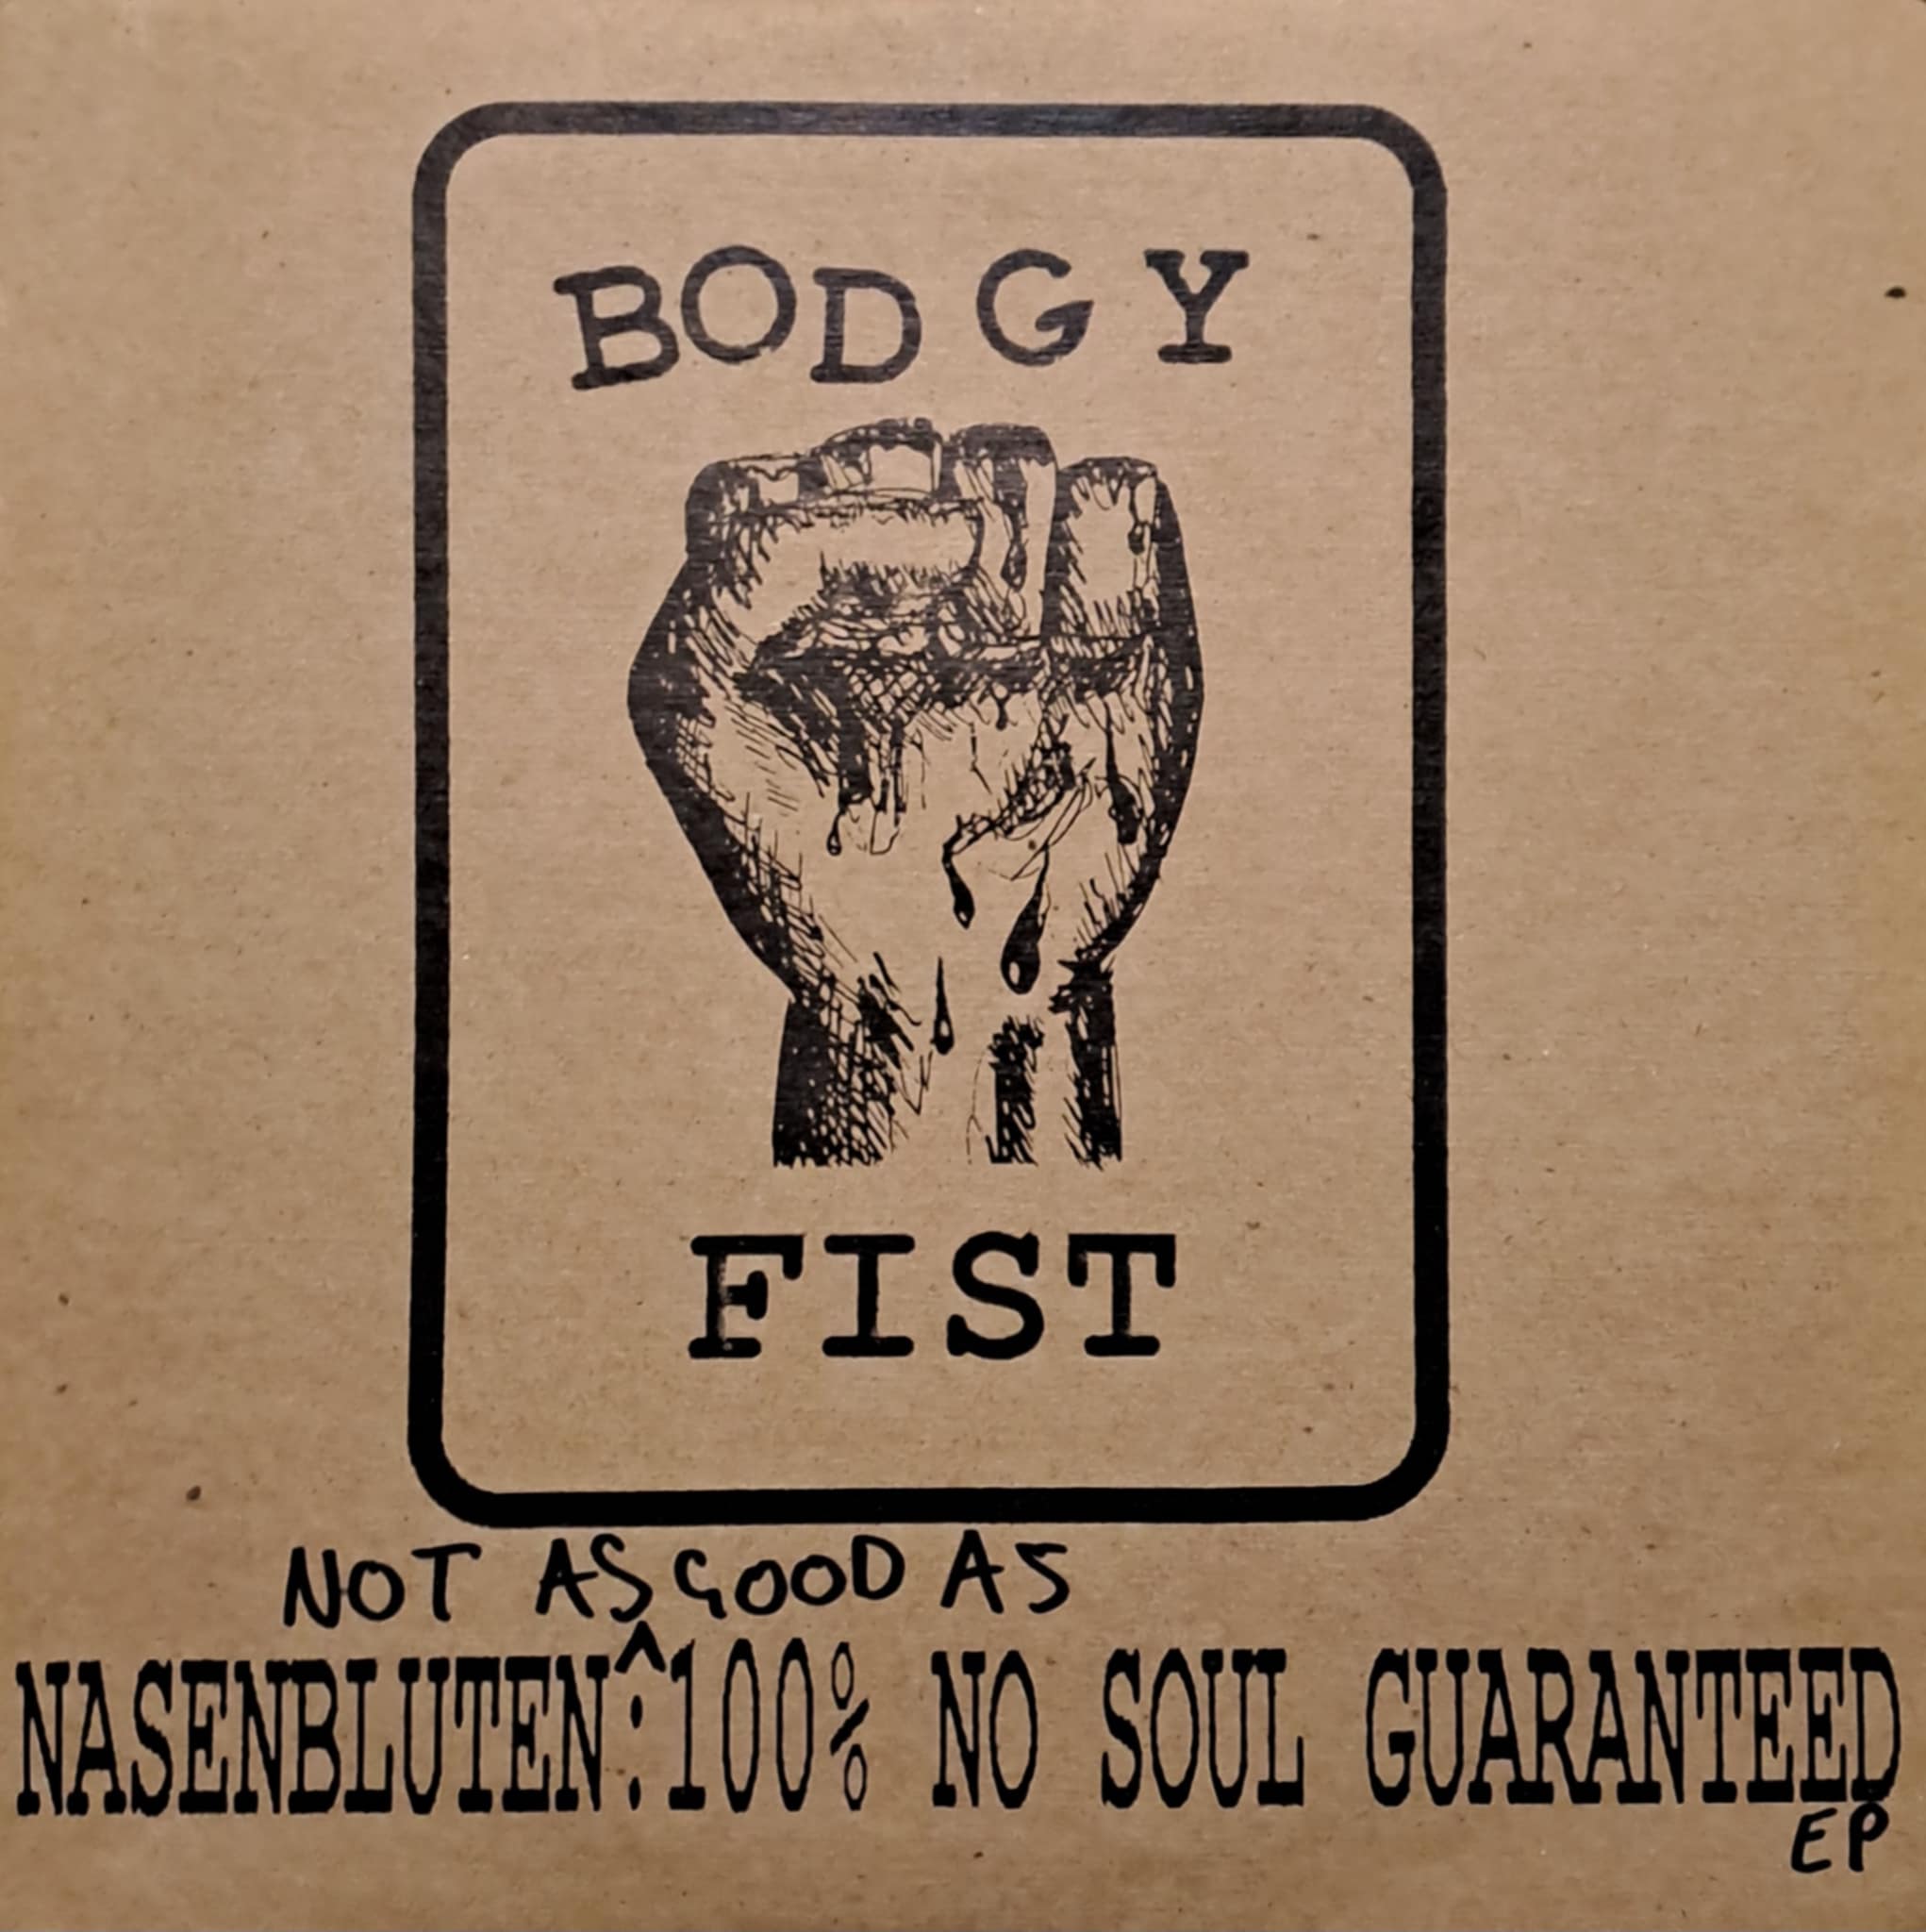 BODGY
FIST
NOT AS GOOD AS
^
NASENBLUTEN: 100% NO SOUL GUARANTEED
EP